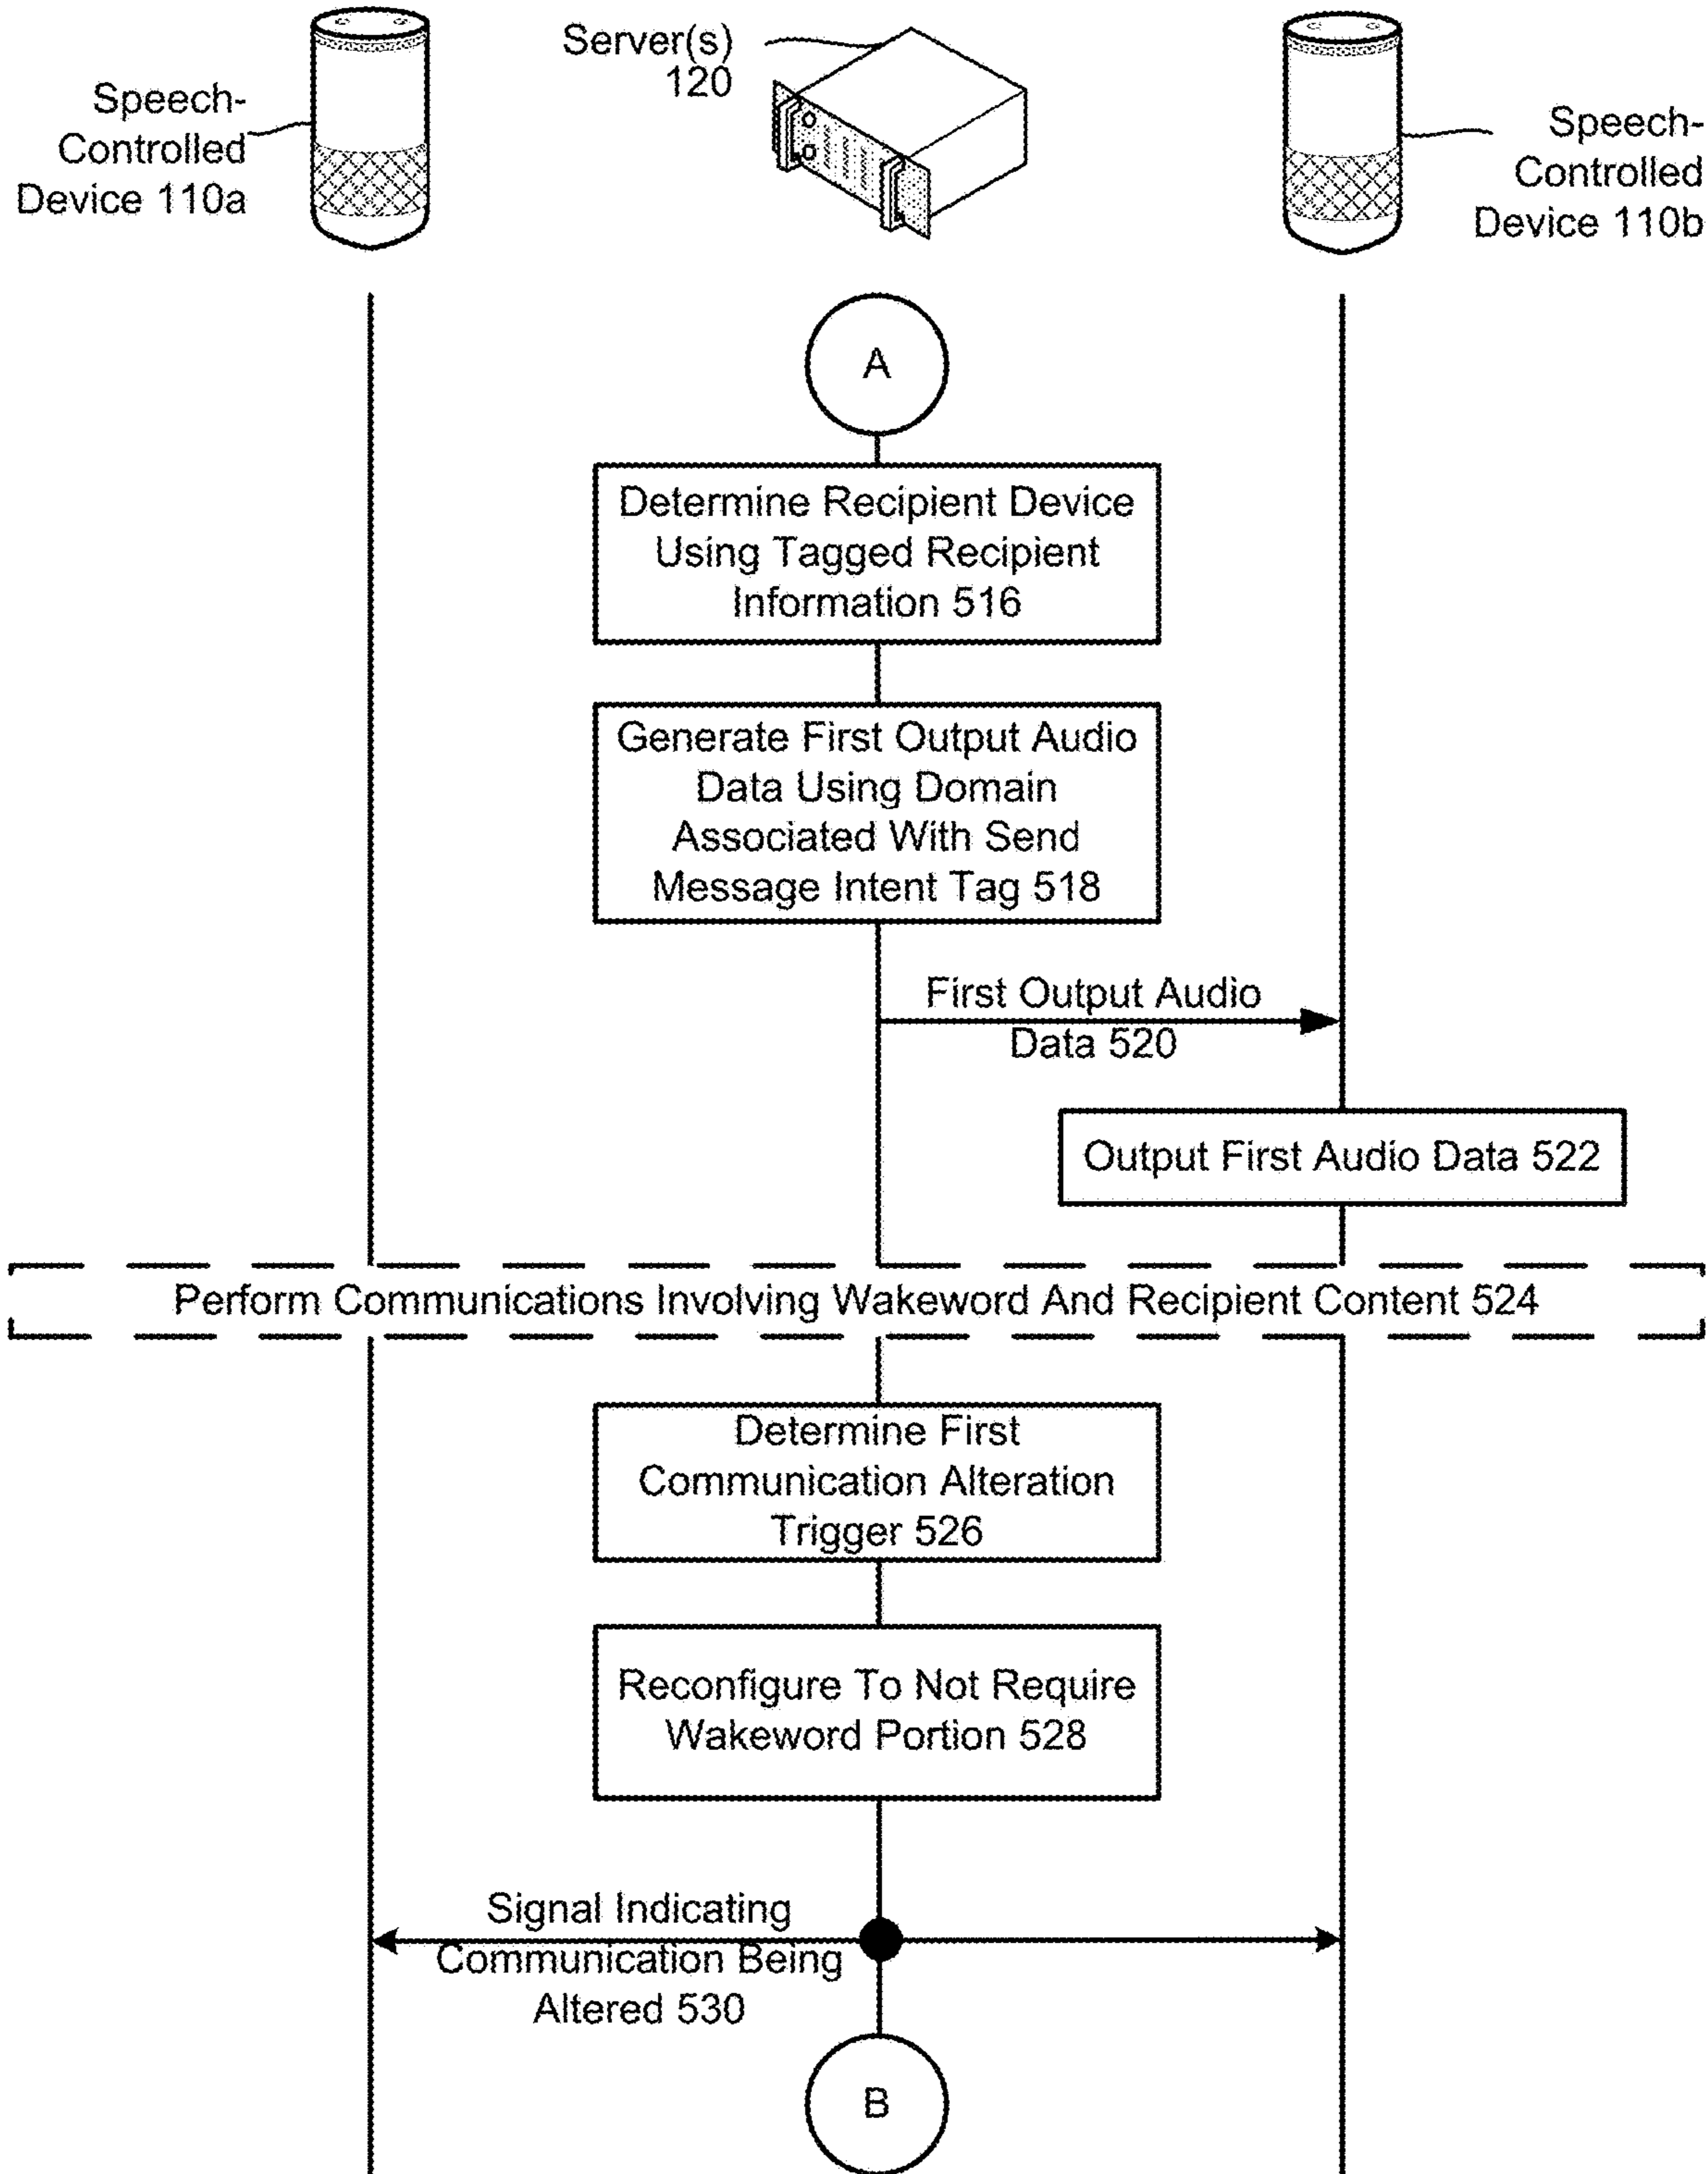 Speech-
Controlled
Device 110a
Server(s)
120
Speech-
Controlled
Device 110b
A
Determine Recipient Device
Using Tagged Recipient
Information 516
Generate First Output Audio
Data Using Domain
Associated With Send
Message Intent Tag 518
First Output Audio
Data 520
Output First Audio Data 522
Perform Communications Involving Wakeword And Recipient Content 524
Determine First
Communication Alteration
Trigger 526
Reconfigure To Not Require
Wakeword Portion 528
Signal Indicating
Communication Being
Altered 530
B